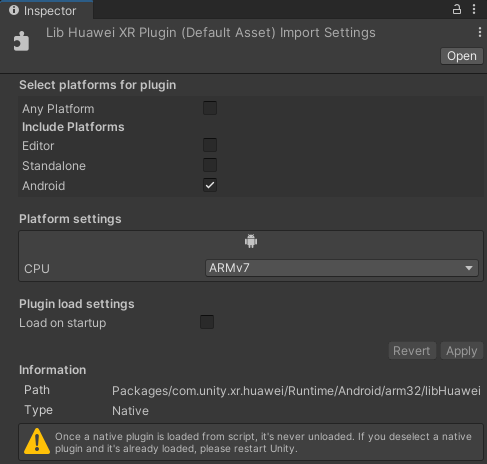 Inspector
Lib Huawei XR Plugin (Default Asset) Import Settings
Open
Select platforms for plugin
Any Platform
Include Platforms
Editor
Standalone
Android
Platform settings
CPU ARMv7
Plugin load settings
Load on startup
Revert Apply
Information
Path Packages/com.unity.xr.huawei/Runtime/Android/arm32/libHuawei
Type Native
Once a native plugin is loaded from script, it's never unloaded. If you deselect a native
plugin and it's already loaded, please restart Unity.